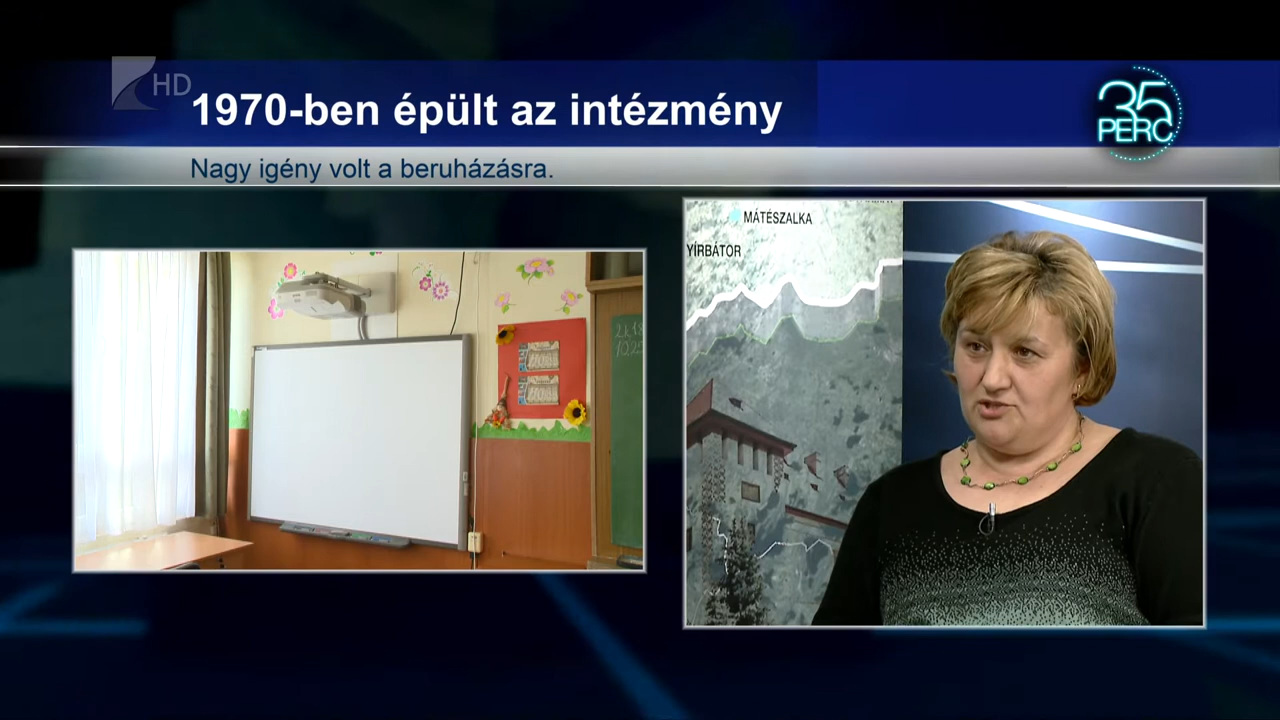 HD
1970-ben épült az intézmény
35
PERC
Nagy igény volt a beruházásra.
MÁTÉSZALKA
YÍRBÁTOR